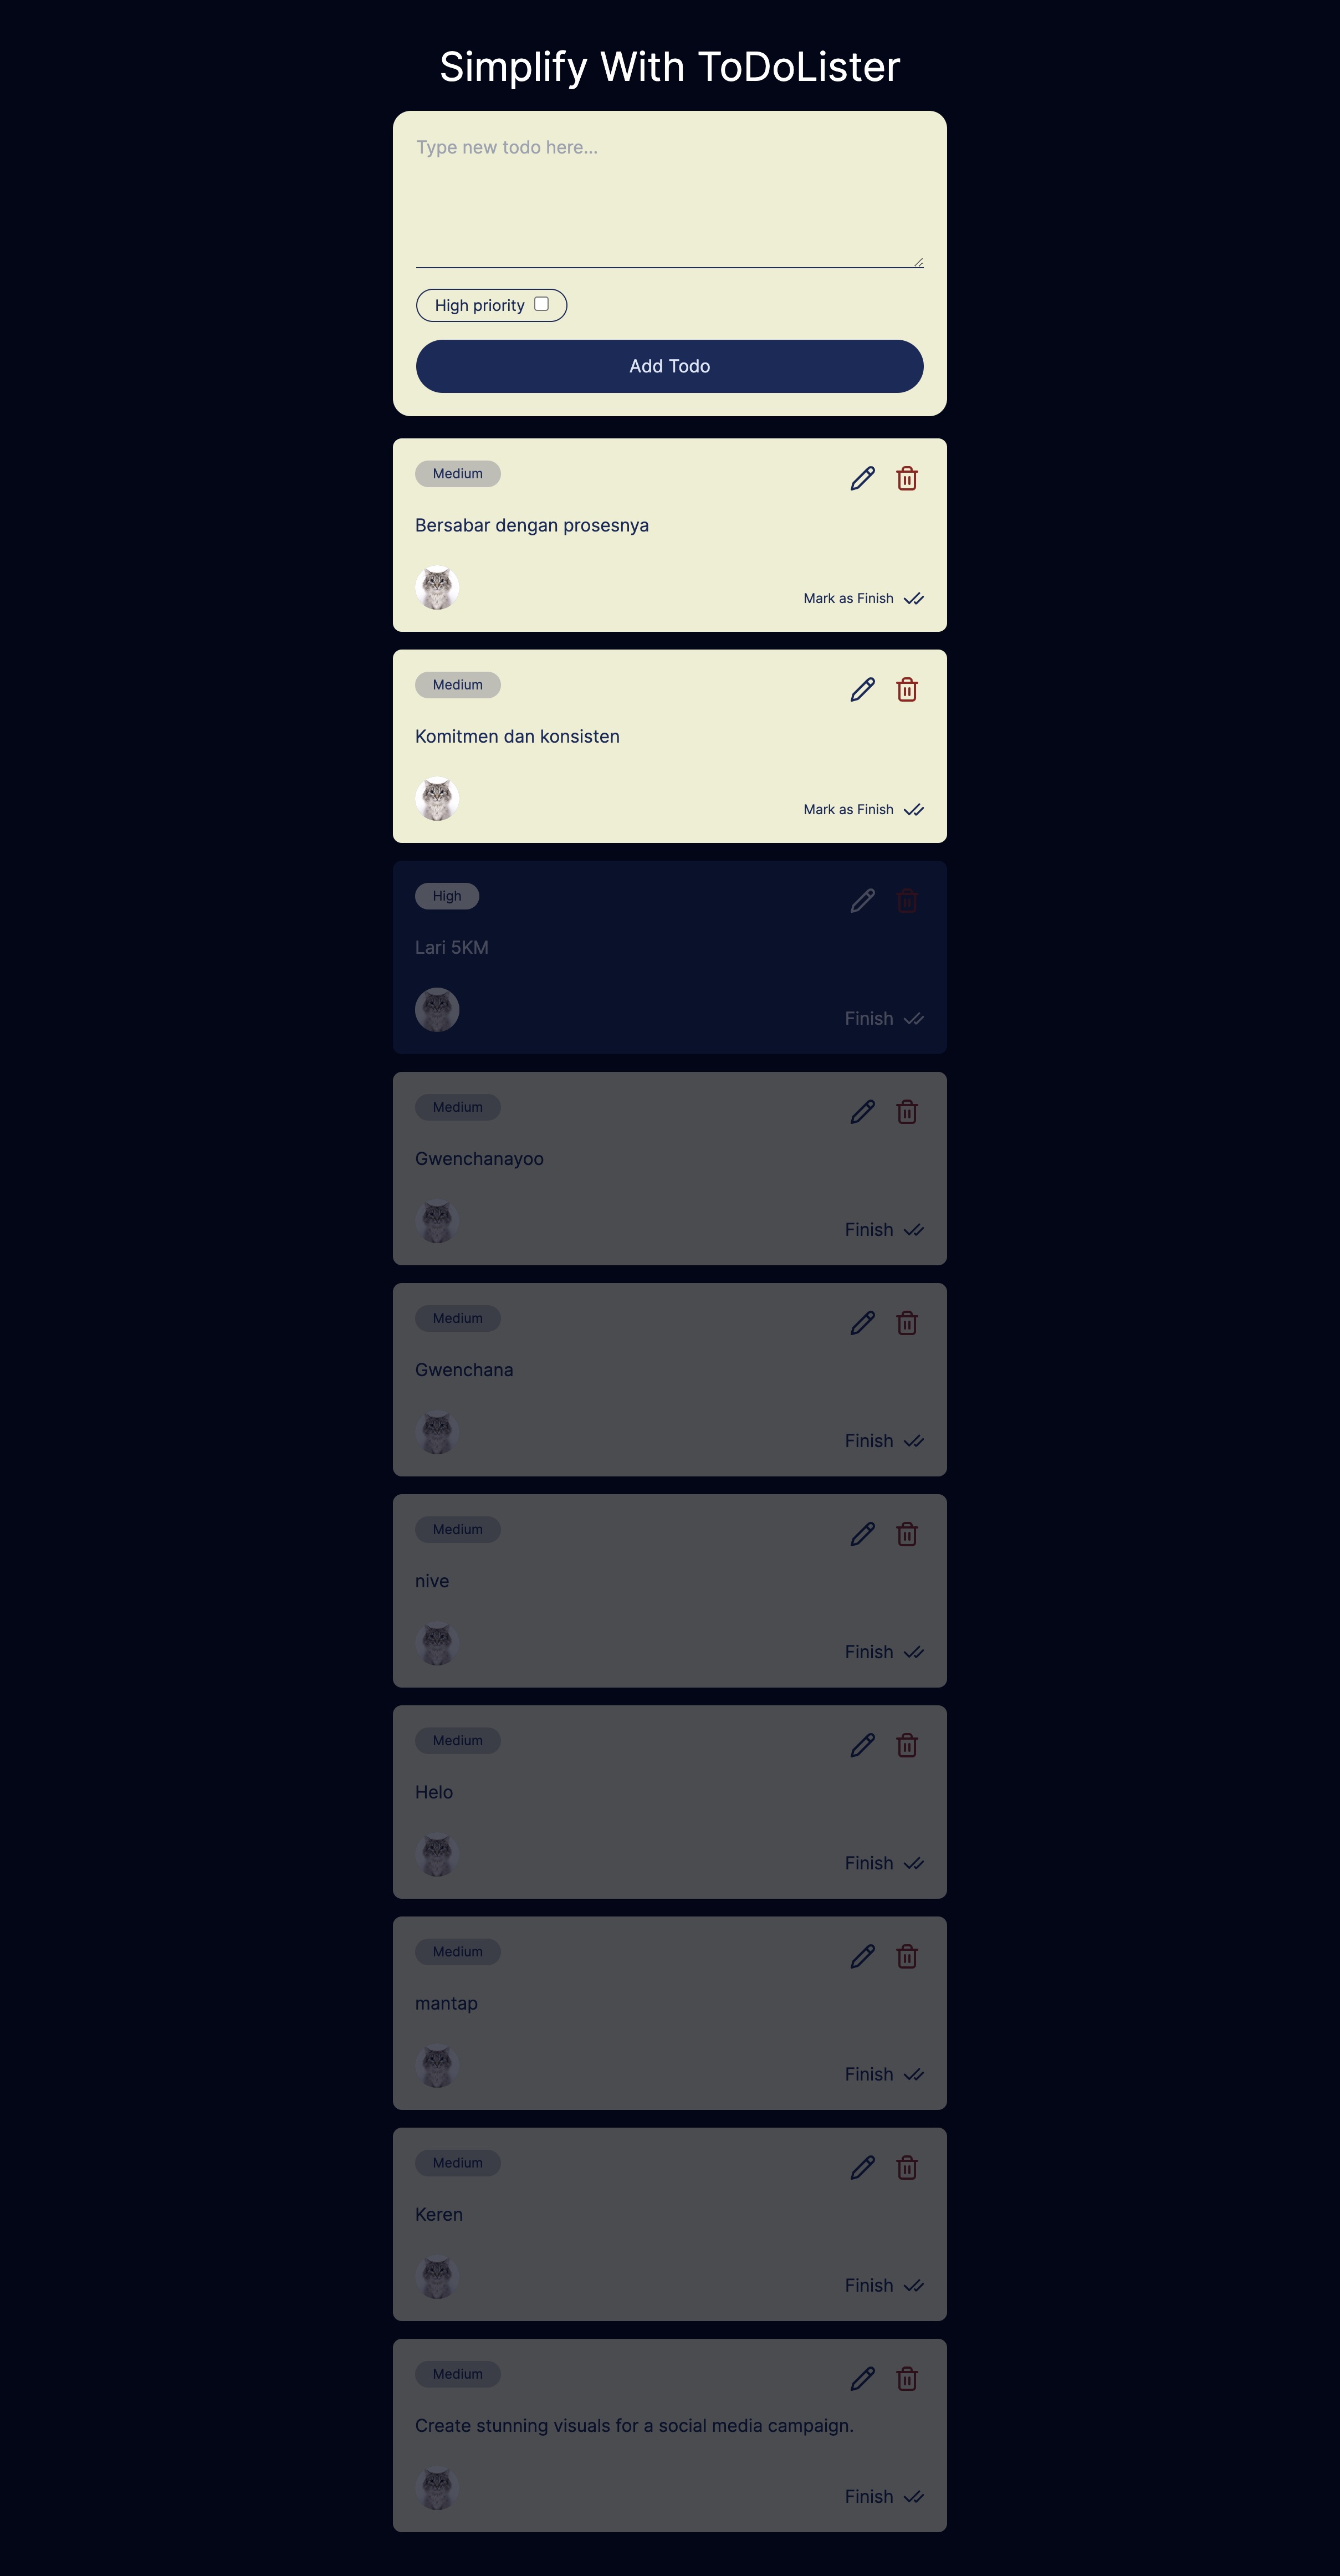 Simplify With ToDoLister
Type new todo here...
High priority
Add Todo
Medium
Bersabar dengan prosesnya
Mark as Finish
Medium
Komitmen dan konsisten
Mark as Finish
High
Lari 5KM
Finish
Medium
Gwenchanayoo
Finish
Medium
Gwenchana
Finish
Medium
nive
Finish
Medium
Helo
Finish
Medium
mantap
Finish
Medium
Keren
Finish
Medium
Create stunning visuals for a social media campaign.
Finish